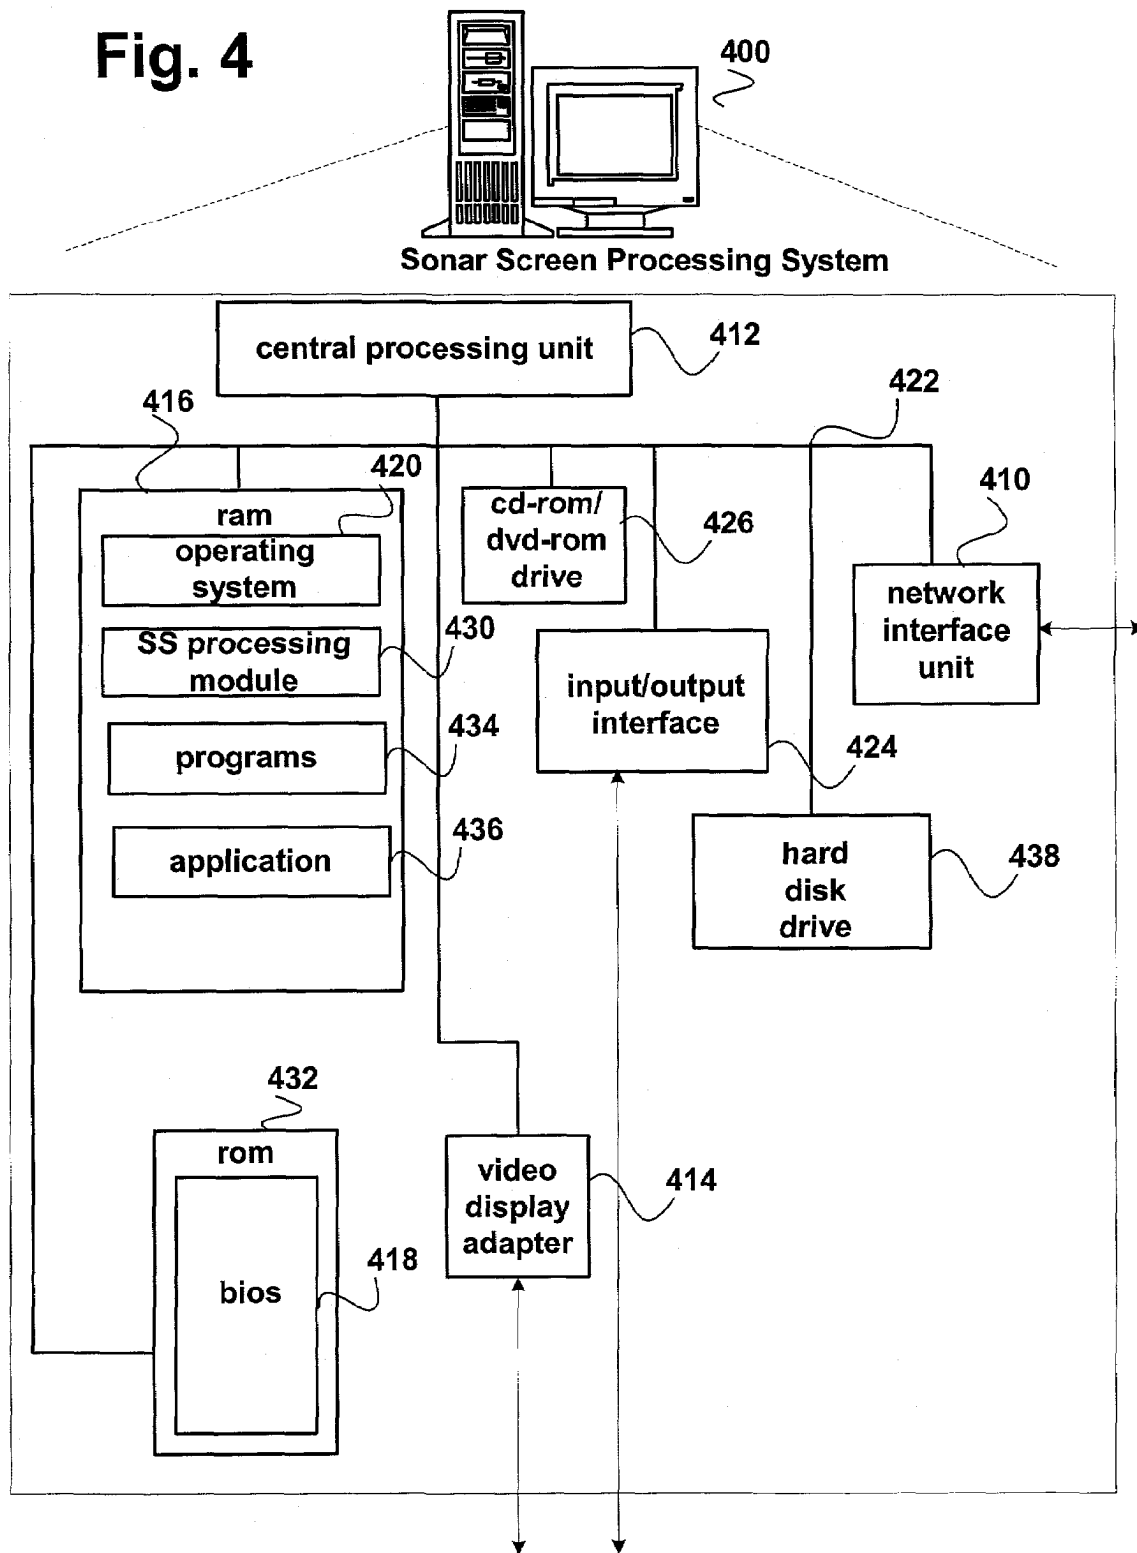 Fig. 4
400
Sonar Screen Processing System
central processing unit
412
416
422
420
410
ram
operating
system
cd-rom/
dvd-rom
drive
426
network
interface
unit
SS processing
module
430
input/output
interface
programs
434
424
application
436
hard
disk
drive
438
432
rom
video
display
adapter
414
bios
418